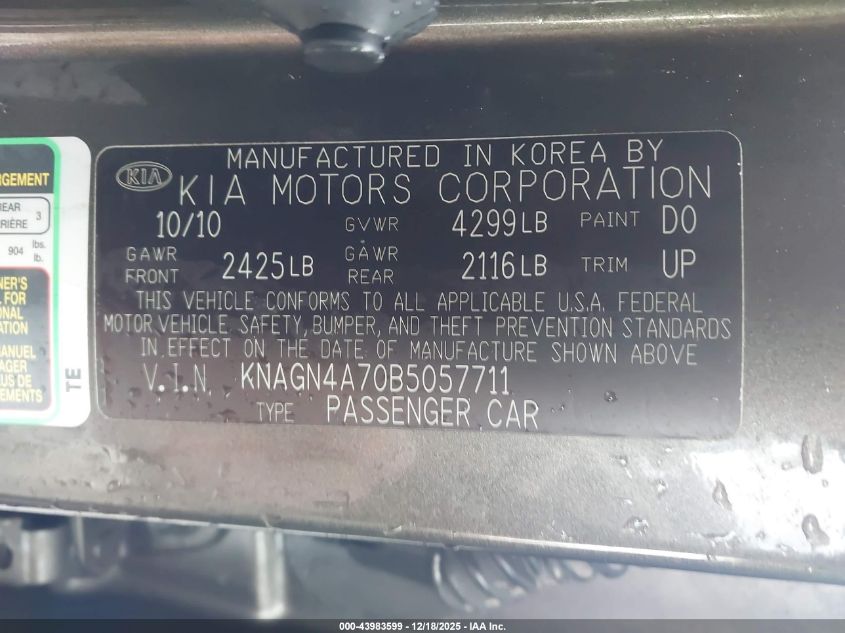 MANUFACTURED IN KOREA BY
KIA KIA MOTORS CORPORATION
10/10 GVWR 4299LB PAINT D0
GAWR FRONT 2425LB GAWR REAR 2116LB TRIM UP
THIS VEHICLE CONFORMS TO ALL APPLICABLE U.S.A. FEDERAL
MOTOR VEHICLE SAFETY, BUMPER, AND THEFT PREVENTION STANDARDS
IN EFFECT ON THE DATE OF MANUFACTURE SHOWN ABOVE
V.I.N. KNAGN4A70B5057711
TYPE PASSENGER CAR
RGEMENT
REAR 3
RIÈRE
904 lbs.
lb.
NER'S
L FOR
ONAL
ATION
MANUEL
AGER
LUS DE
EMENTS
TE
000-43983599 - 12/18/2025 - IAA Inc.